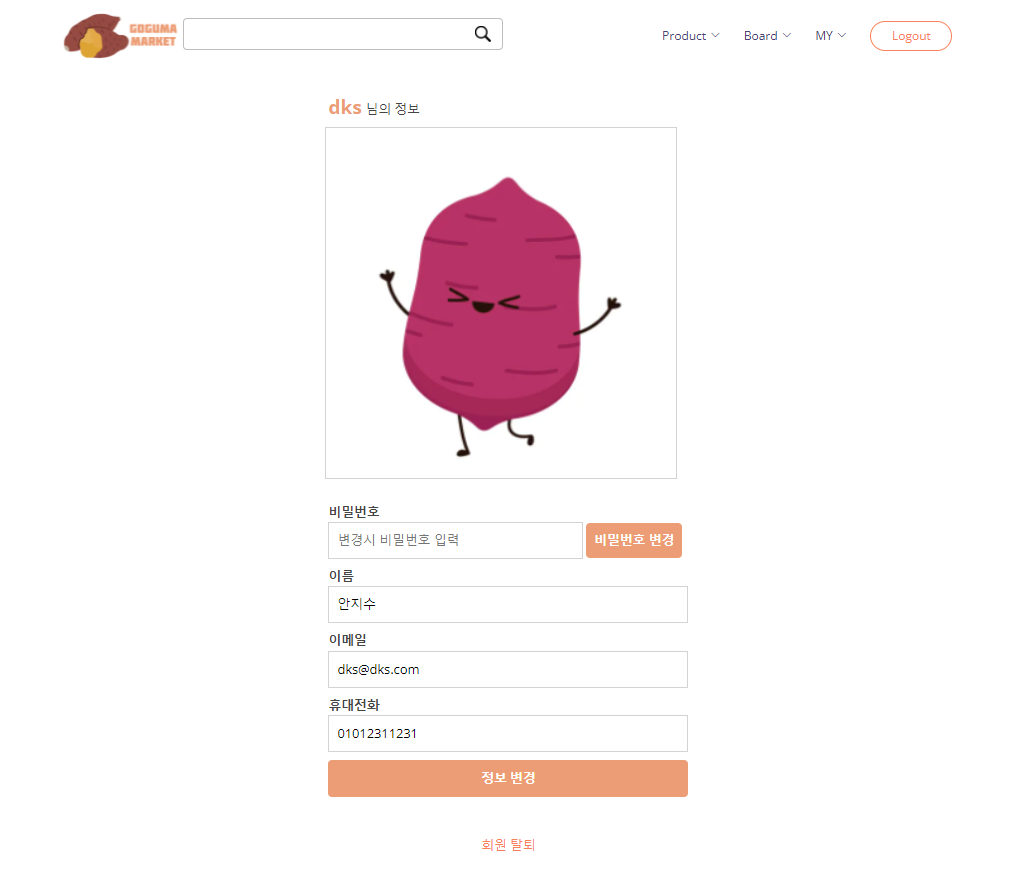 GOGUMA
MARKET
Product
Board
MY
Logout
dks 님의 정보
비밀번호
변경시 비밀번호 입력
비밀번호 변경
이름
안지수
이메일
dks@dks.com
휴대전화
01012311231
정보 변경
회원 탈퇴